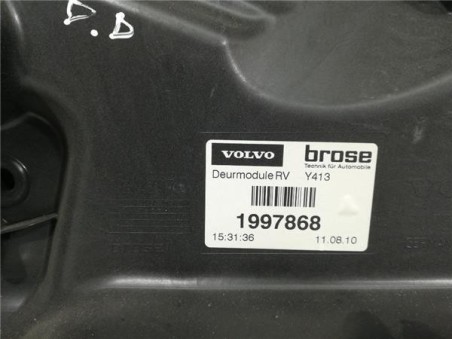 D.D
VOLVO brose
Technik für Automobile
Deurmodule RV Y413
1997868
15:31:36 11.08.10